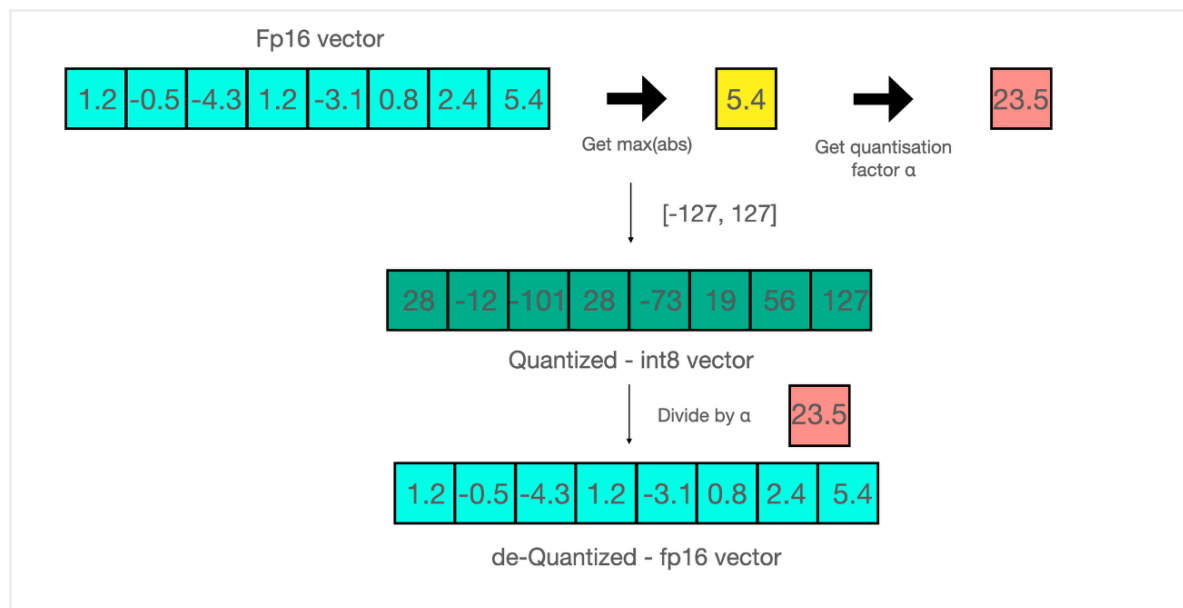 Fp16 vector
1.2 -0.5 -4.3 1.2 -3.1 0.8 2.4 5.4
Get max(abs)
5.4
Get quantisation
factor α
23.5
[-127, 127]
28 -12 -101 28 -73 19 56 127
Quantized - int8 vector
Divide by α
23.5
1.2 -0.5 -4.3 1.2 -3.1 0.8 2.4 5.4
de-Quantized - fp16 vector